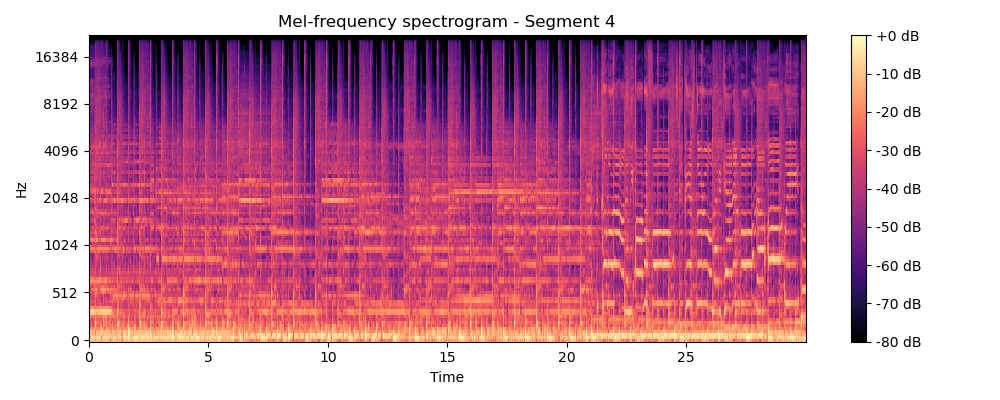 Mel-frequency spectrogram - Segment 4
Hz
16384
8192
4096
2048
1024
512
0
0 5 10 15 20 25
Time
+0 dB
-10 dB
-20 dB
-30 dB
-40 dB
-50 dB
-60 dB
-70 dB
-80 dB